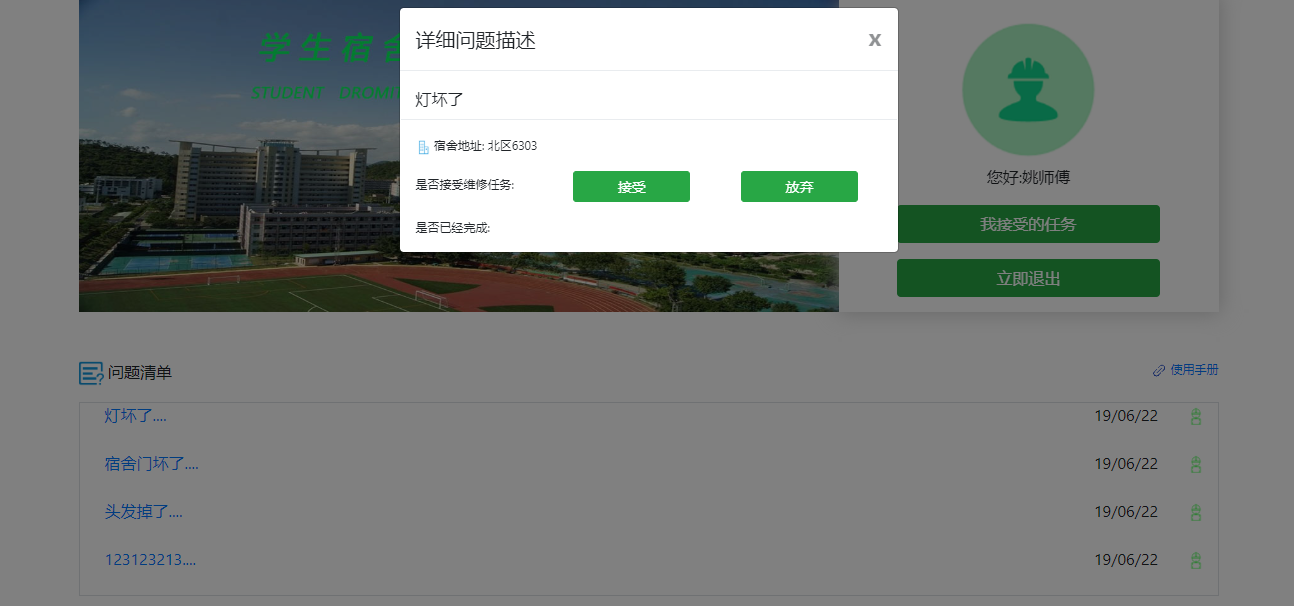 学生宿舍
STUDENT
详细问题描述
x
灯坏了
宿舍地址: 北区6303
是否接受维修任务:
接受
放弃
是否已经完成:
您好:姚师傅
我接受的任务
立即退出
问题清单
使用手册
灯坏了....
19/06/22
宿舍门坏了....
19/06/22
头发掉了....
19/06/22
123123213....
19/06/22